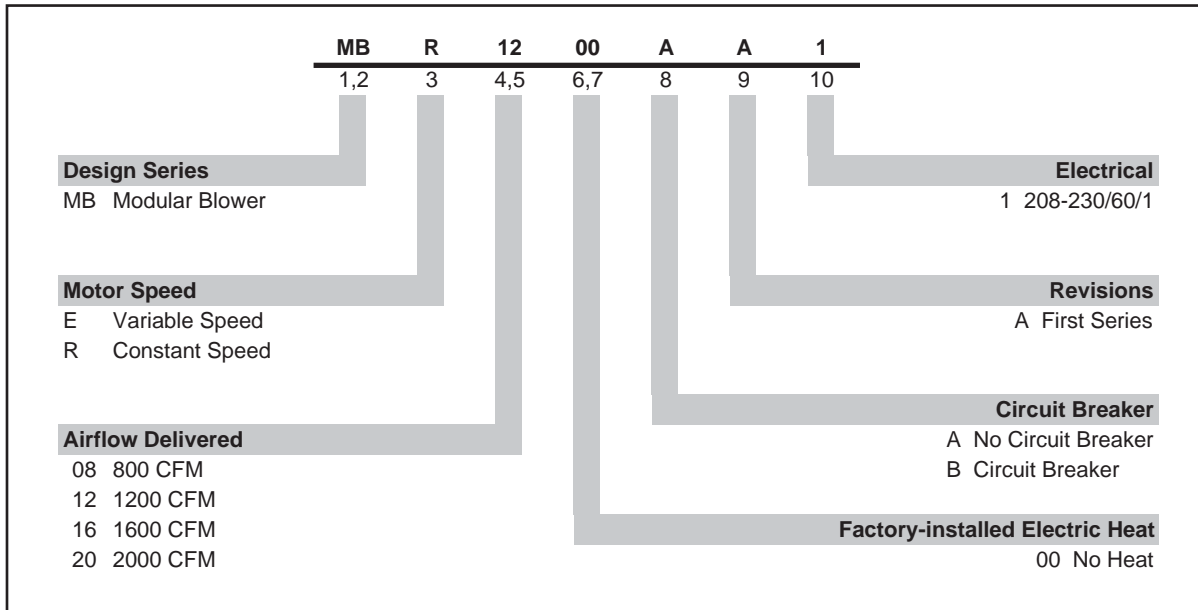 MB R 12 00 A A 1
1,2 3 4,5 6,7 8 9 10
Design Series
MB Modular Blower
Electrical
1 208-230/60/1
Motor Speed
E Variable Speed
R Constant Speed
Revisions
A First Series
Circuit Breaker
A No Circuit Breaker
B Circuit Breaker
Airflow Delivered
08 800 CFM
12 1200 CFM
16 1600 CFM
20 2000 CFM
Factory-installed Electric Heat
00 No Heat